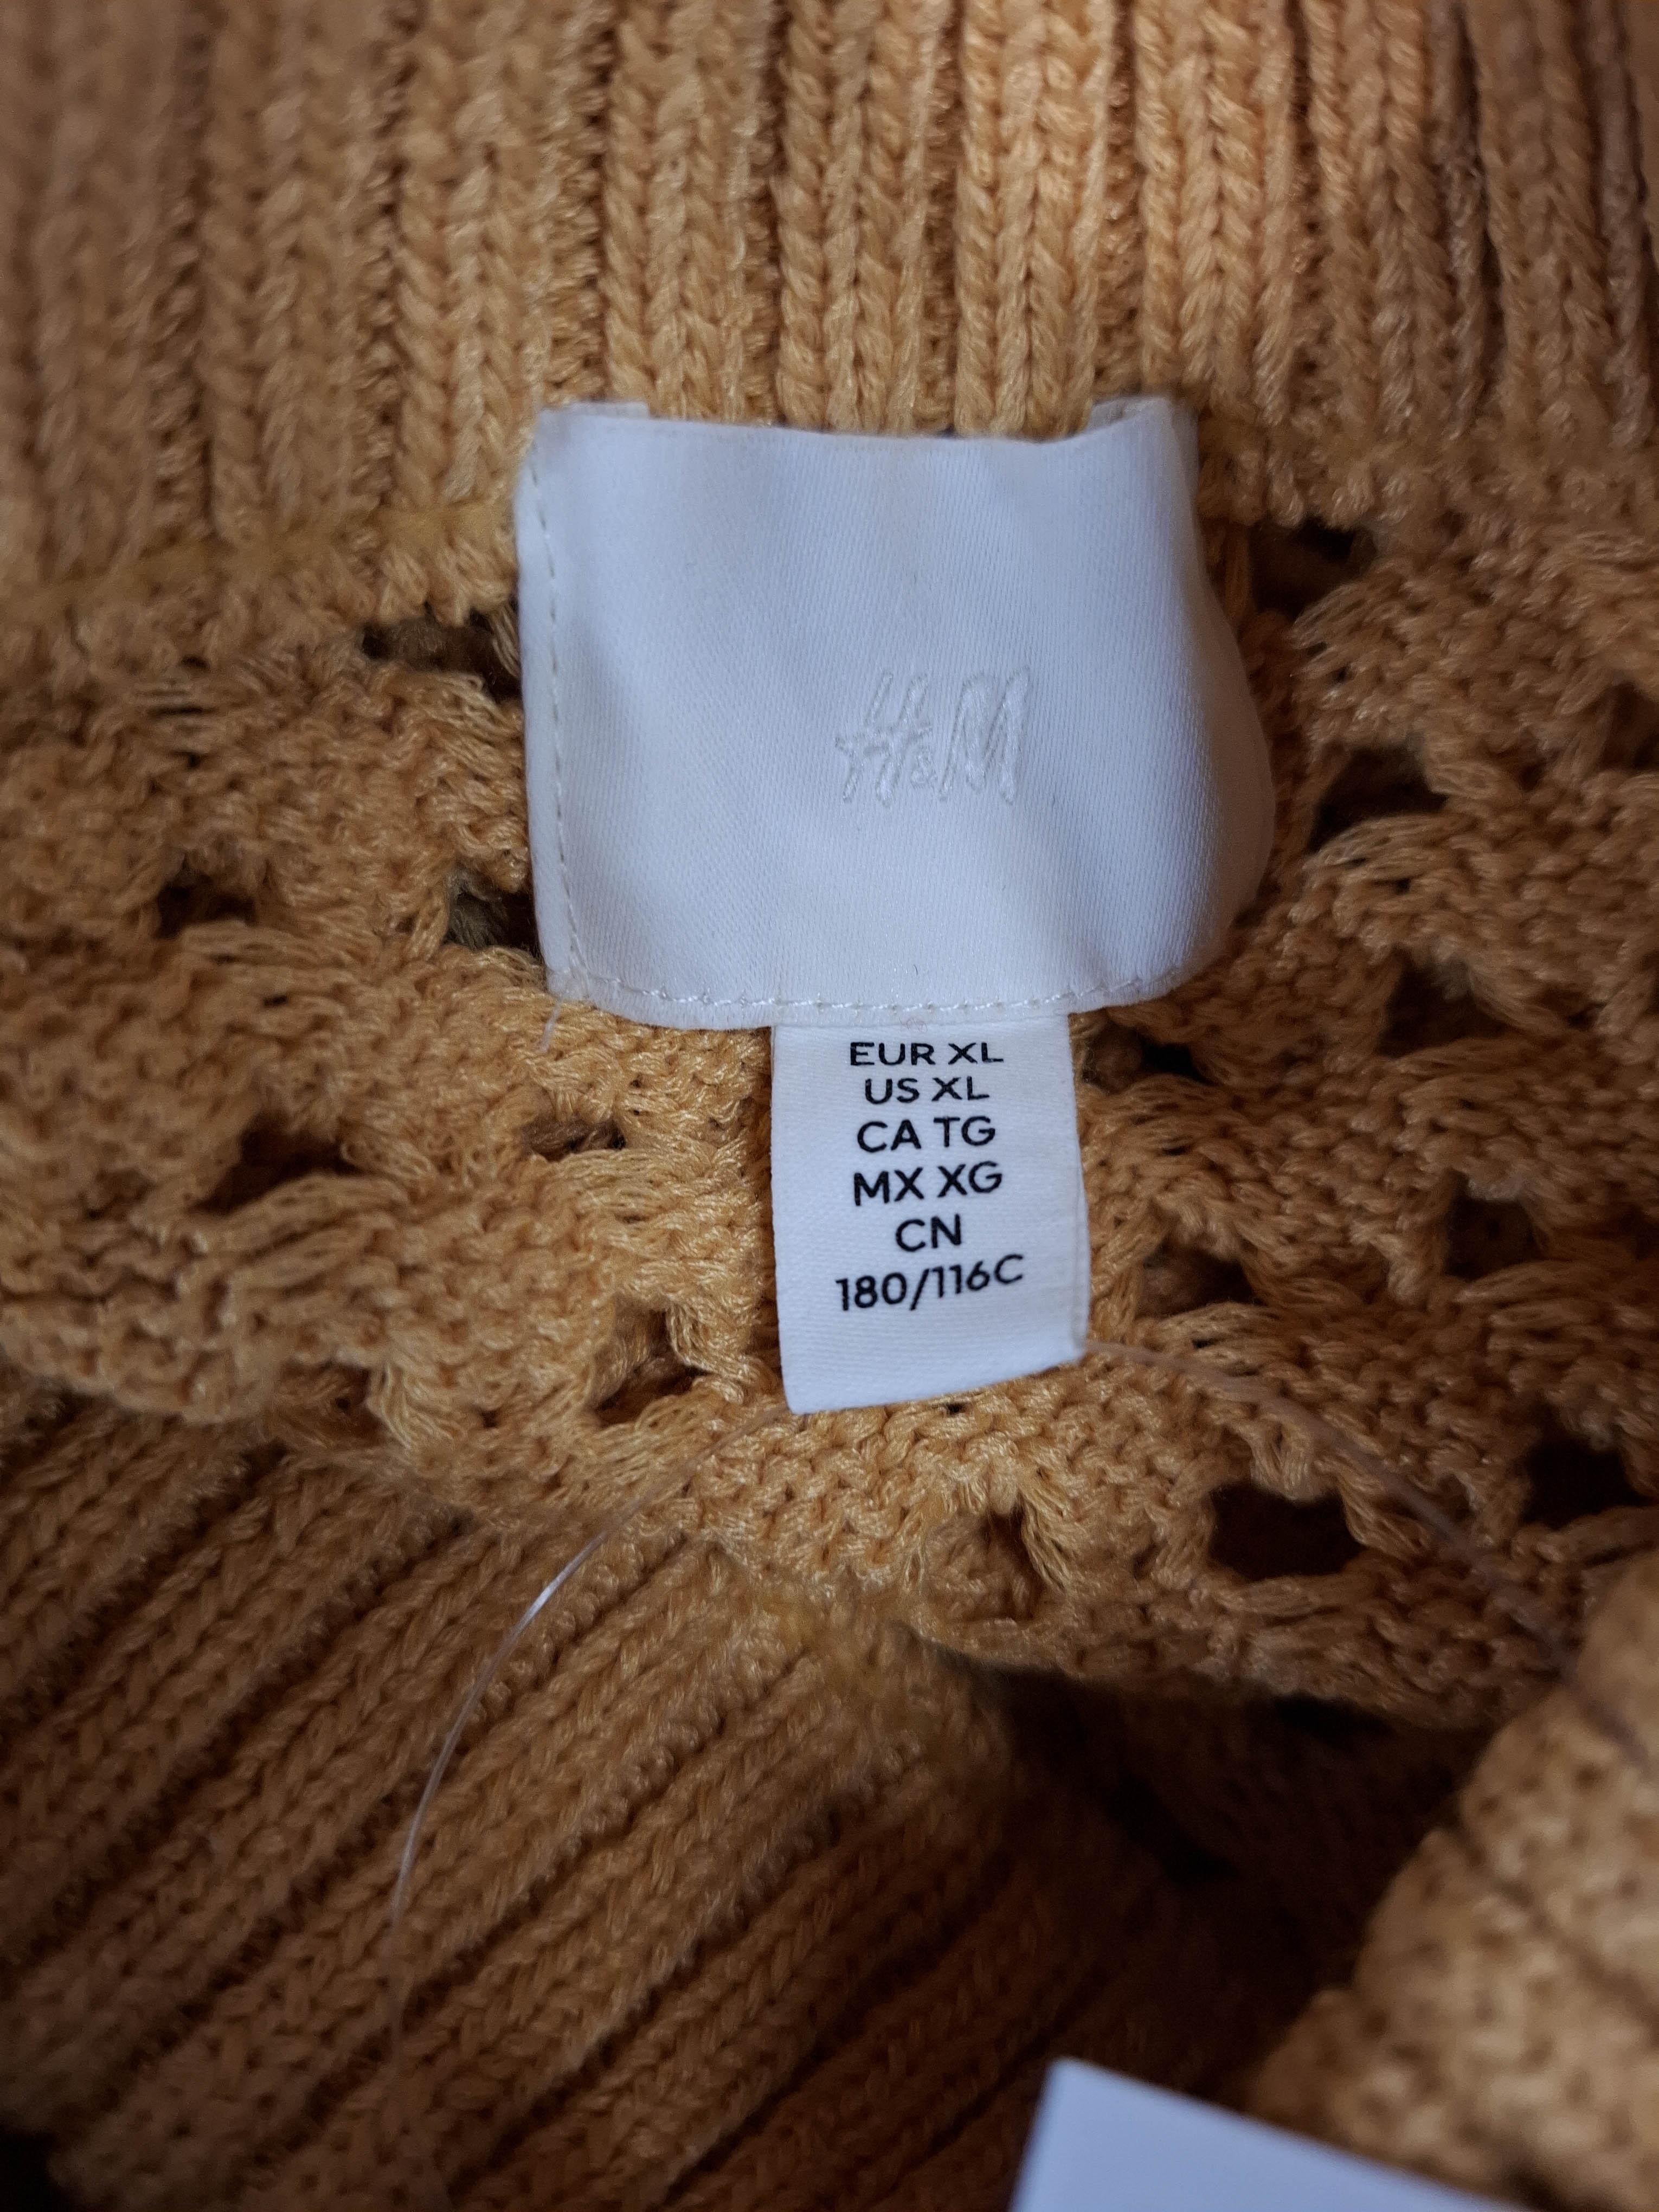 H&M
EUR XL
US XL
CA TG
MX XG
CN
180/116C